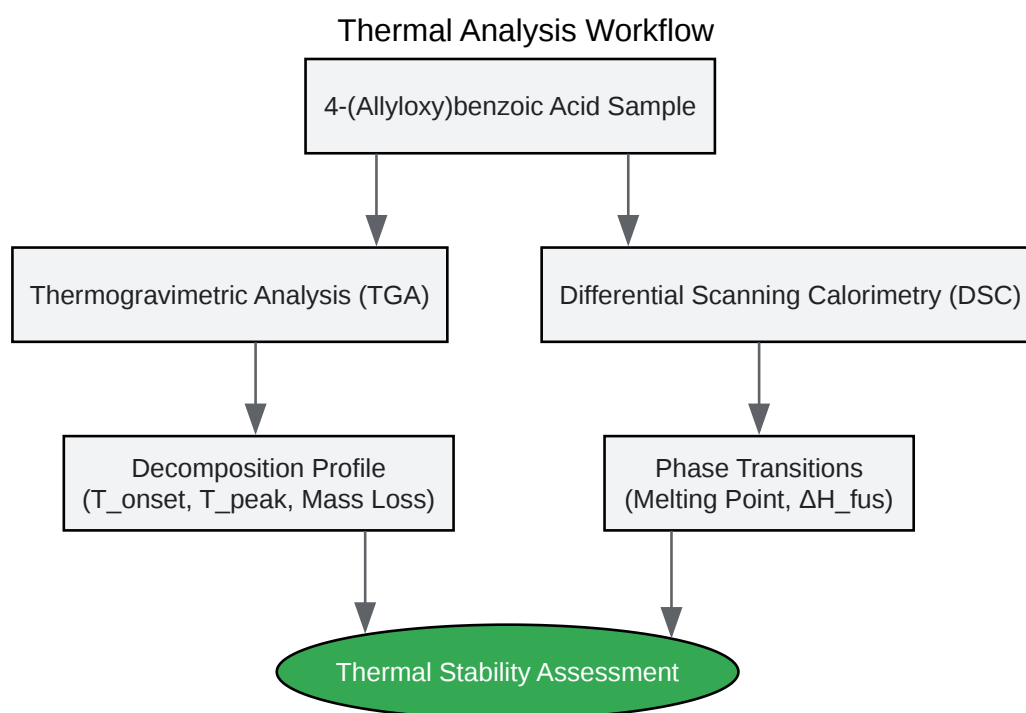 Thermal Analysis Workflow
4-(Allyloxy)benzoic Acid Sample
Thermogravimetric Analysis (TGA)
Differential Scanning Calorimetry (DSC)
Decomposition Profile
(T_onset, T_peak, Mass Loss)
Phase Transitions
(Melting Point, ΔH_fus)
Thermal Stability Assessment